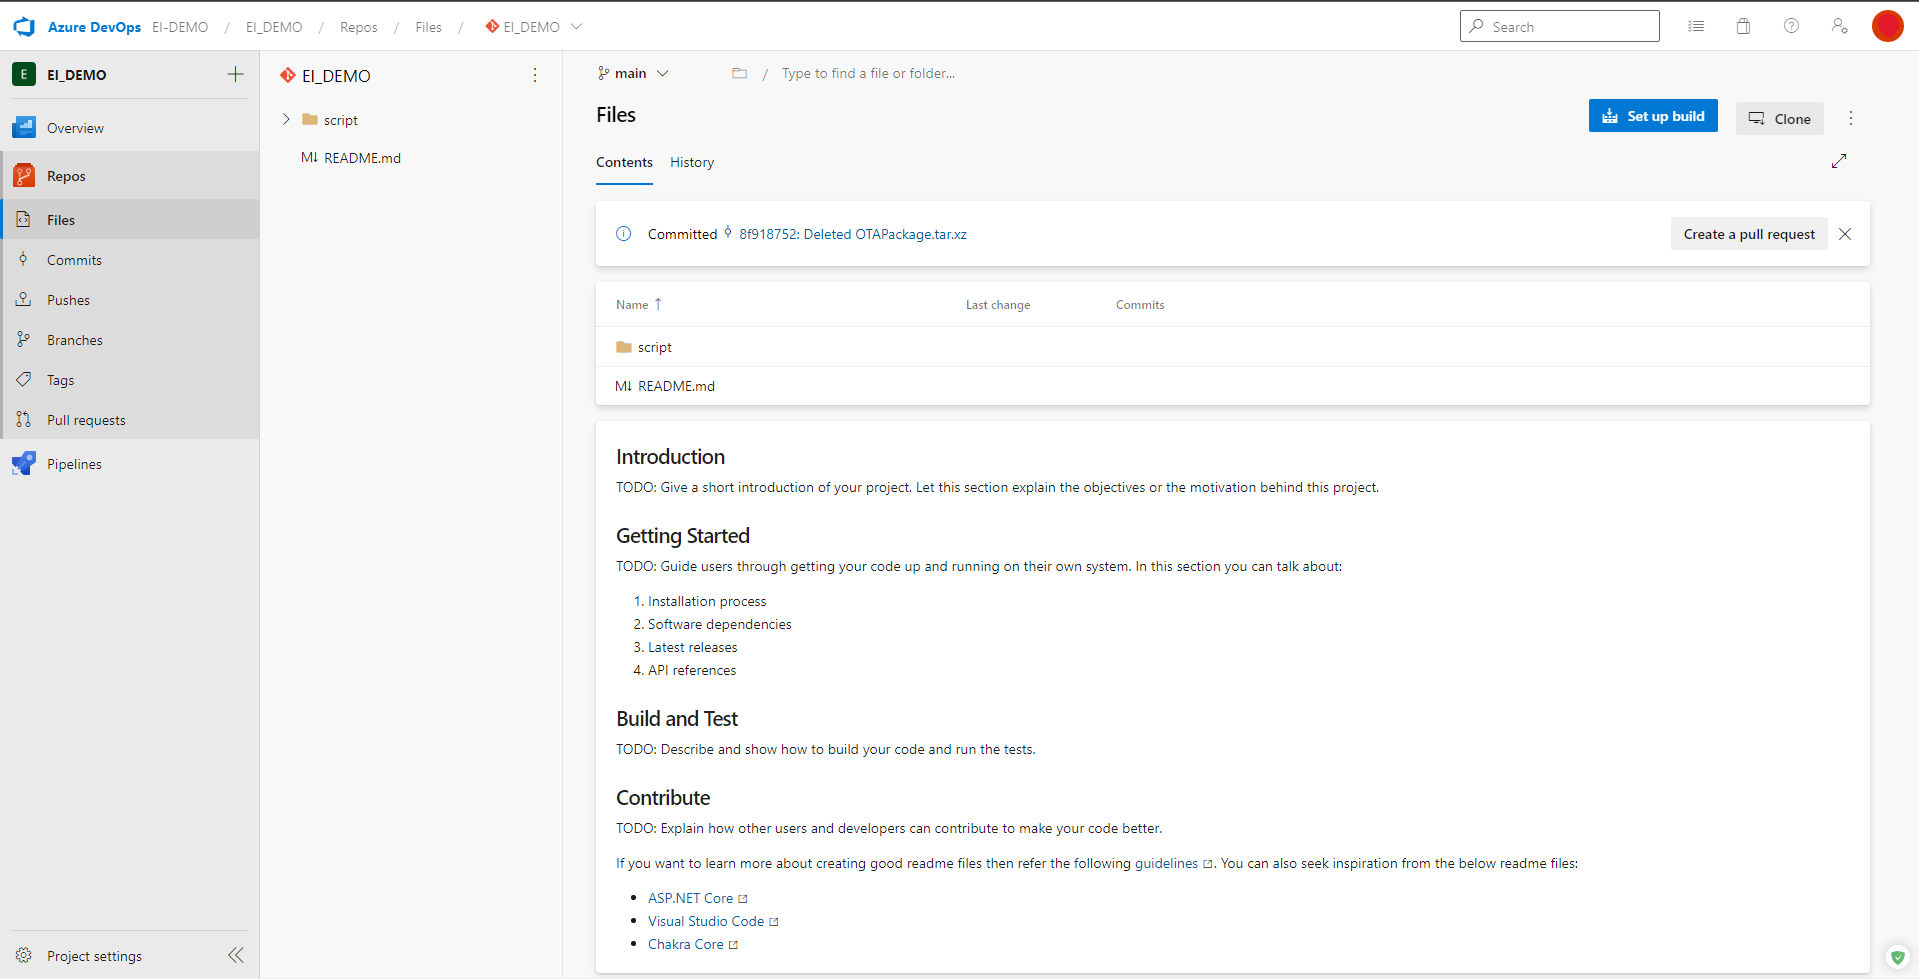 Azure DevOps EI-DEMO / EI_DEMO / Repos / Files / EI_DEMO
Search
E EI_DEMO
Overview
Repos
Files
Commits
Pushes
Branches
Tags
Pull requests
Pipelines
Project settings
EI_DEMO
script
M↓ README.md
main
/ Type to find a file or folder...
Files
Set up build
Clone
Contents History
Committed 8f918752: Deleted OTAPackage.tar.xz
Create a pull request
Name ↑ Last change Commits
script
M↓ README.md
Introduction
TODO: Give a short introduction of your project. Let this section explain the objectives or the motivation behind this project.
Getting Started
TODO: Guide users through getting your code up and running on their own system. In this section you can talk about:
1. Installation process
2. Software dependencies
3. Latest releases
4. API references
Build and Test
TODO: Describe and show how to build your code and run the tests.
Contribute
TODO: Explain how other users and developers can contribute to make your code better.
If you want to learn more about creating good readme files then refer the following guidelines. You can also seek inspiration from the below readme files:
• ASP.NET Core
• Visual Studio Code
• Chakra Core